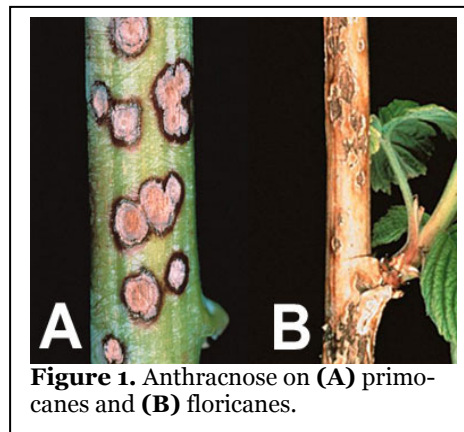 A
B
Figure 1. Anthracnose on (A) primo-
canes and (B) floricanes.